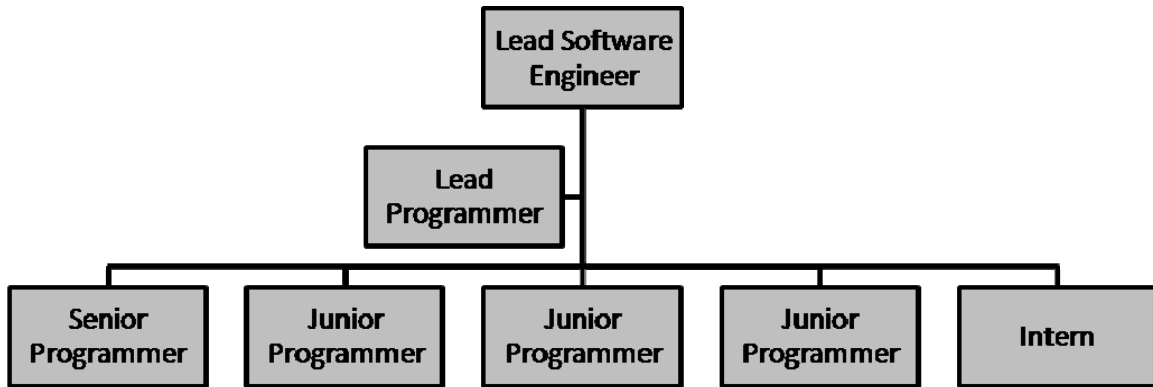 Lead Software
Engineer
Lead
Programmer
Senior
Programmer
Junior
Programmer
Junior
Programmer
Junior
Programmer
Intern